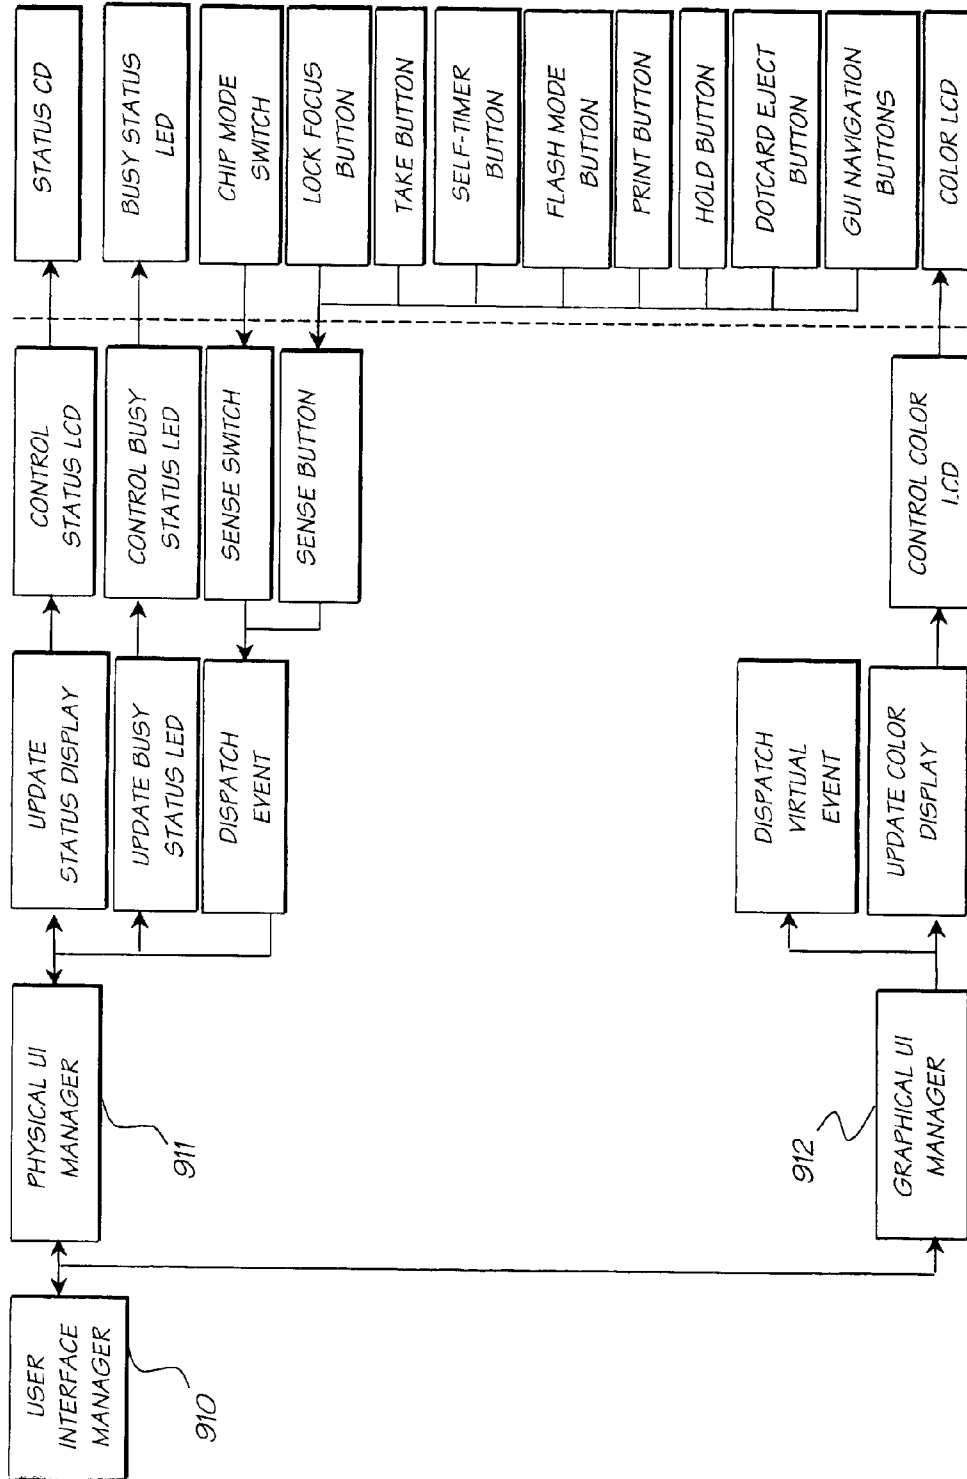 USER
INTERFACE
MANAGER
910
PHYSICAL UI
MANAGER
911
GRAPHICAL UI
MANAGER
912
UPDATE
STATUS DISPLAY
UPDATE BUSY
STATUS LED
DISPATCH
EVENT
DISPATCH
VIRTUAL
EVENT
UPDATE COLOR
DISPLAY
CONTROL
STATUS LCD
CONTROL BUSY
STATUS LED
SENSE SWITCH
SENSE BUTTON
CONTROL COLOR
LCD
STATUS CD
BUSY STATUS
LED
CHIP MODE
SWITCH
LOCK FOCUS
BUTTON
TAKE BUTTON
SELF-TIMER
BUTTON
FLASH MODE
BUTTON
PRINT BUTTON
HOLD BUTTON
DOTCARD EJECT
BUTTON
GUI NAVIGATION
BUTTONS
COLOR LCD